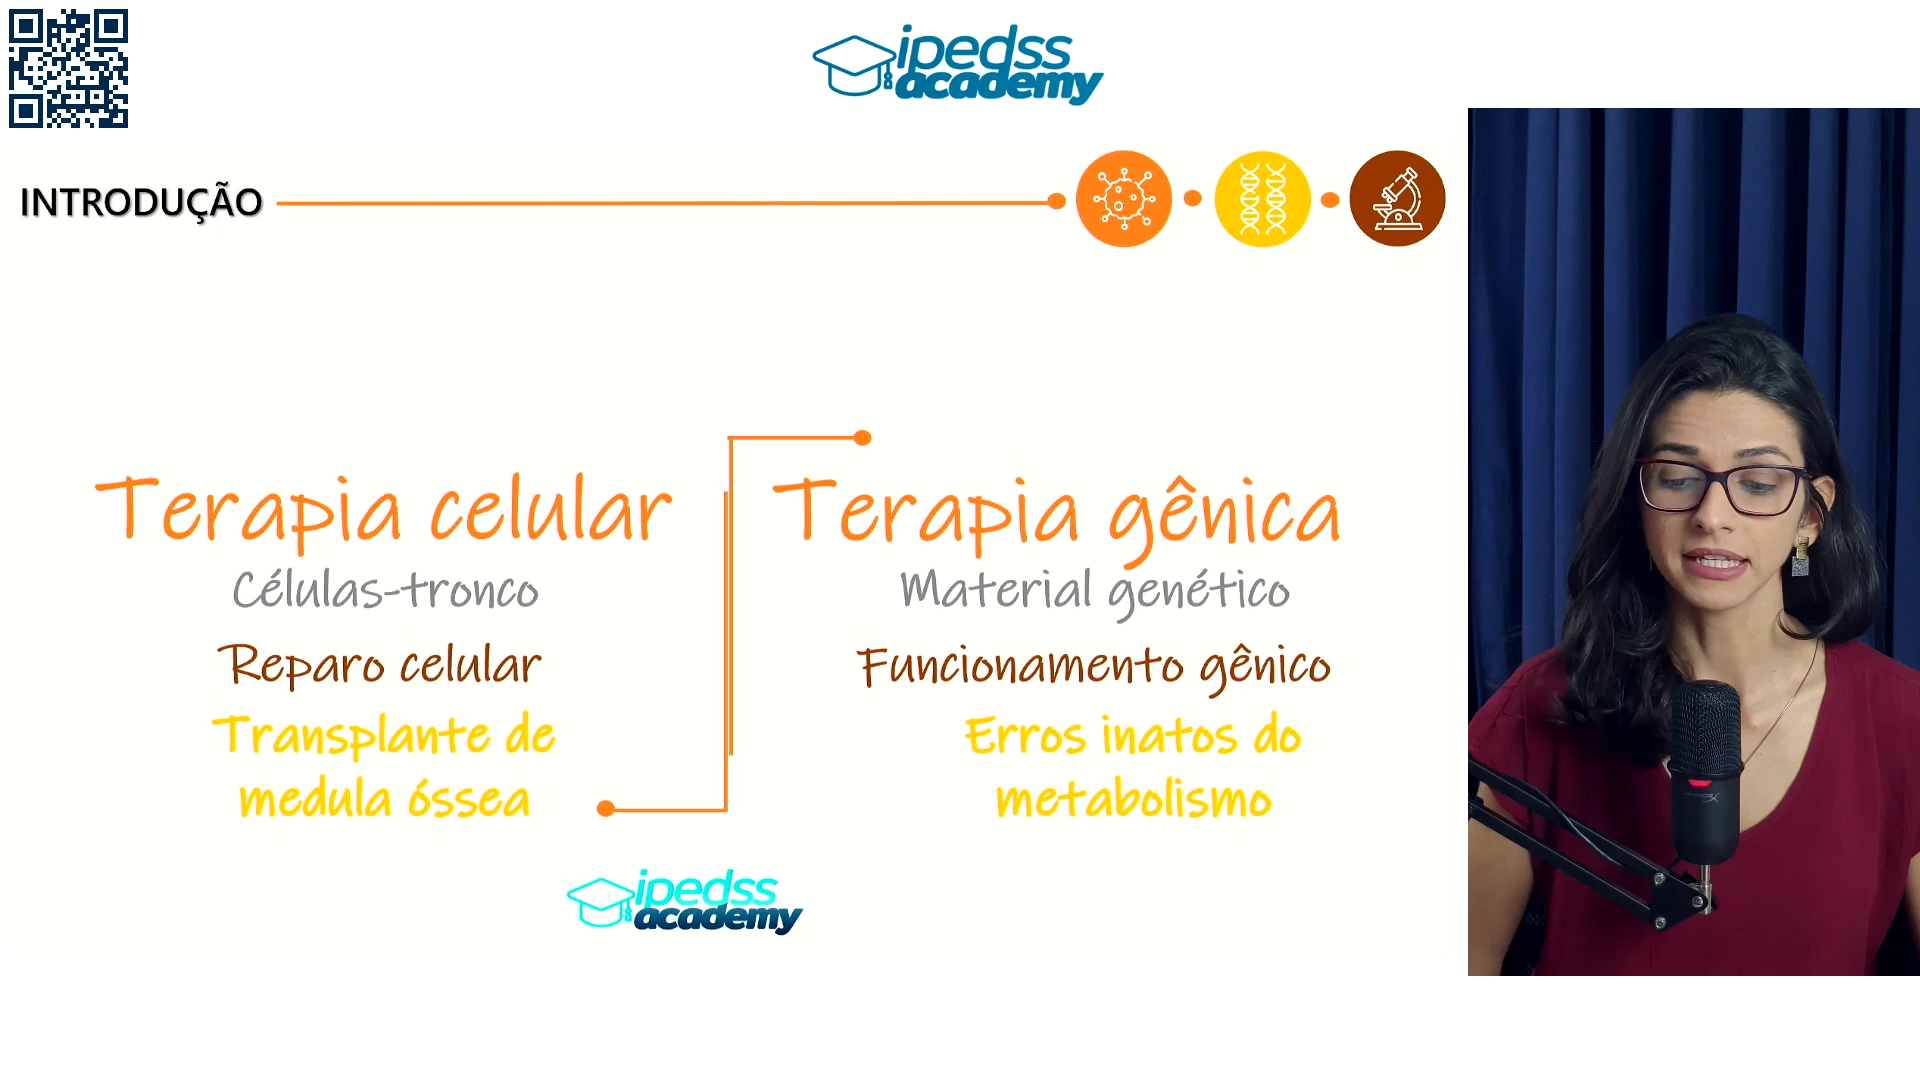 ipedss
academy
INTRODUÇÃO
Terapia celular
Células-tronco
Reparo celular
Transplante de
medula óssea
Terapia gênica
Material genético
Funcionamento gênico
Erros inatos do
metabolismo
ipedss
academy